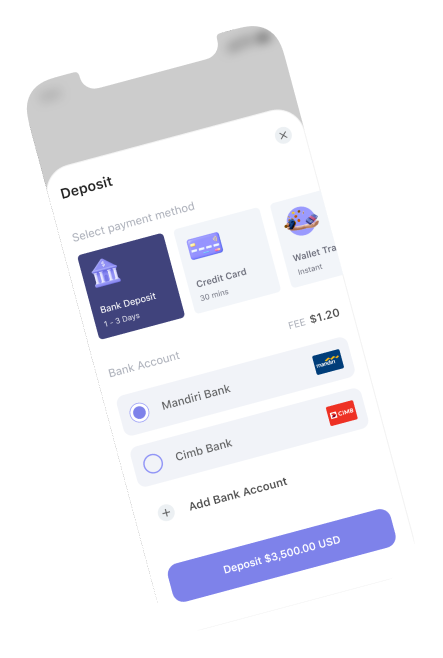 Deposit
Select payment method
Bank Deposit
1 - 3 Days
Credit Card
30 mins
Wallet Tra
Instant
Bank Account
FEE $1.20
Mandiri Bank
mandiri
Cimb Bank
CIMB
Add Bank Account
Deposit $3,500.00 USD